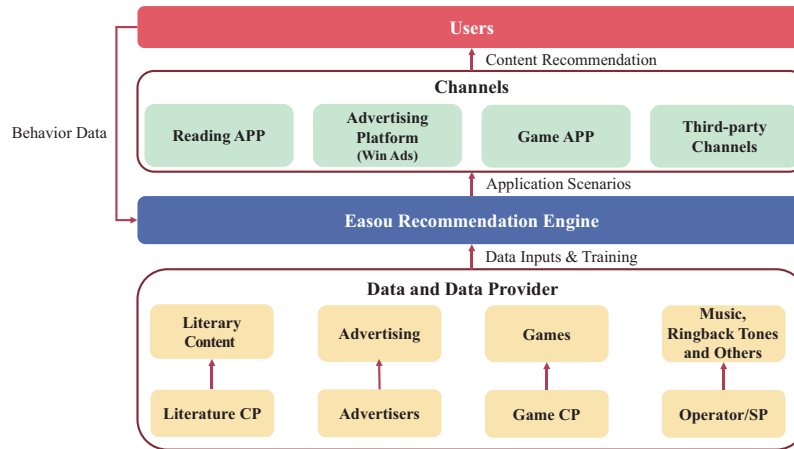 Users
Content Recommendation
Channels
Behavior Data
Reading APP
Advertising
Platform
(Win Ads)
Game APP
Third-party
Channels
Application Scenarios
Easou Recommendation Engine
Data Inputs & Training
Data and Data Provider
Literary
Content
Advertising
Games
Music,
Ringback Tones
and Others
Literature CP
Advertisers
Game CP
Operator/SP